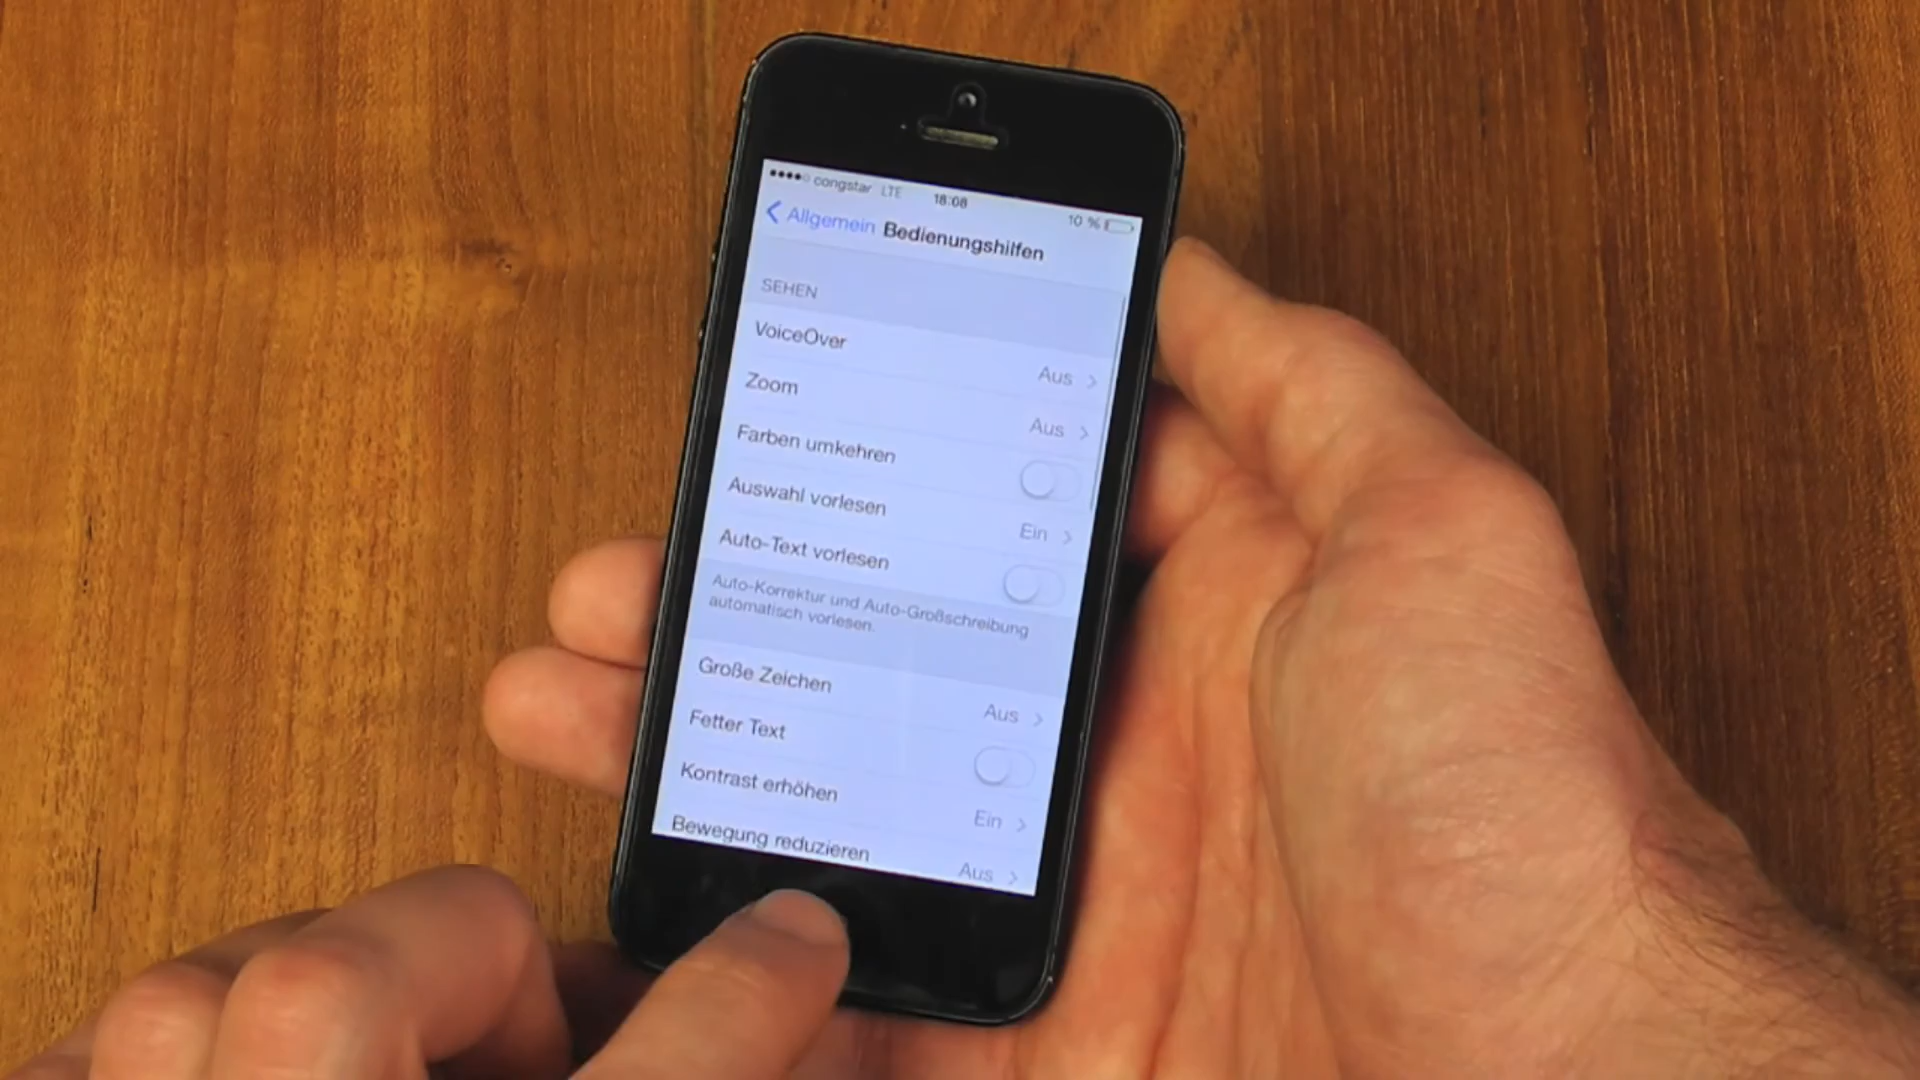 congstar LTE 18:08 10 %
Allgemein Bedienungshilfen
SEHEN
VoiceOver Aus
Zoom Aus
Farben umkehren
Auswahl vorlesen Ein
Auto-Text vorlesen
Auto-Korrektur und Auto-Großschreibung
automatisch vorlesen.
Große Zeichen Aus
Fetter Text
Kontrast erhöhen Ein
Bewegung reduzieren Aus